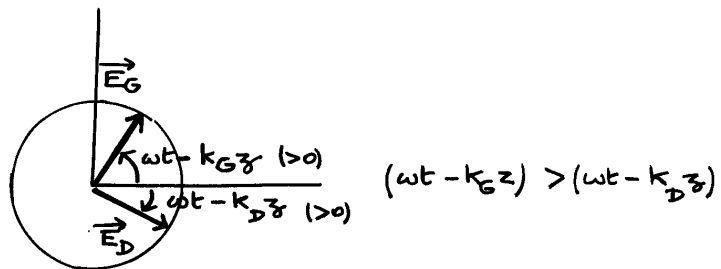 E_G
ωt - k_G z (>0)
(ωt - k_G z) > (ωt - k_D z)
ωt - k_D z (>0)
E_D